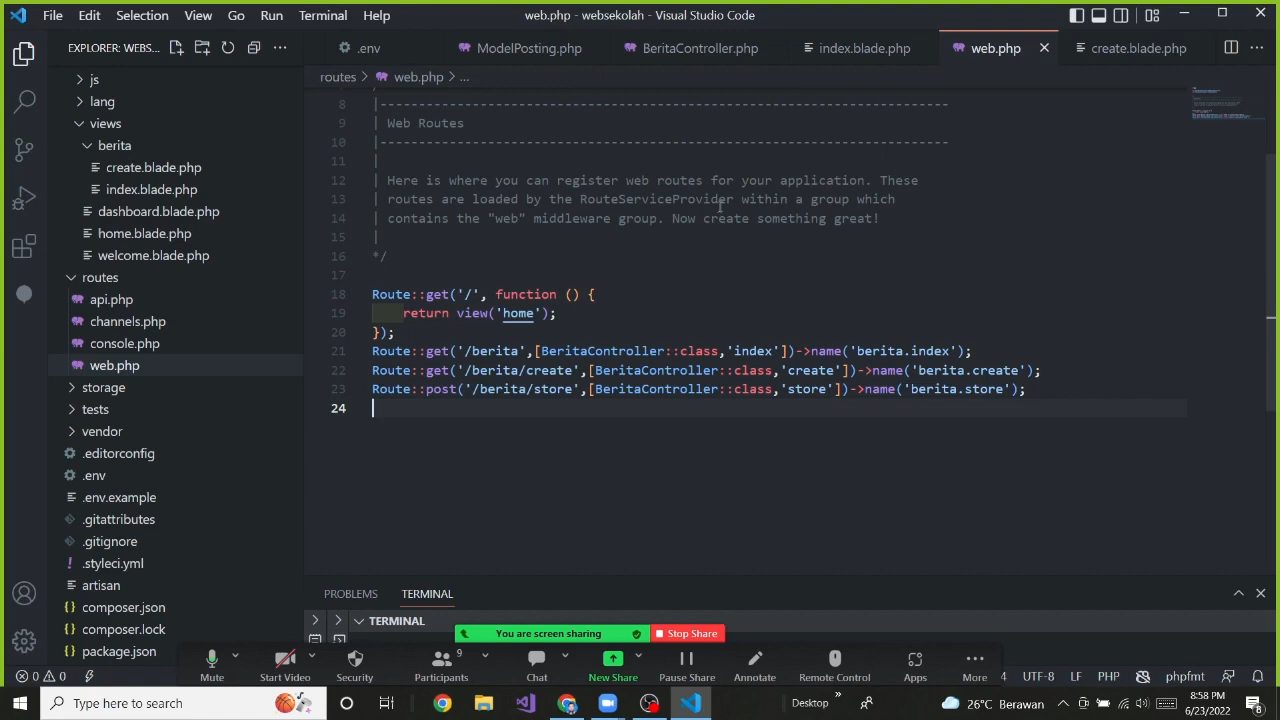 File Edit Selection View Go Run Terminal Help
web.php - websekolah - Visual Studio Code
EXPLORER: WEBS...
.env
ModelPosting.php
BeritaController.php
index.blade.php
web.php
create.blade.php
routes > web.php > ...
js
lang
views
berita
create.blade.php
index.blade.php
dashboard.blade.php
home.blade.php
welcome.blade.php
routes
api.php
channels.php
console.php
web.php
storage
tests
vendor
.editorconfig
.env
.env.example
.gitattributes
.gitignore
.styleci.yml
artisan
composer.json
composer.lock
package.json
8 |--------------------------------------------------------------------------
9 | Web Routes
10 |--------------------------------------------------------------------------
11 |
12 | Here is where you can register web routes for your application. These
13 | routes are loaded by the RouteServiceProvider within a group which
14 | contains the "web" middleware group. Now create something great!
15 |
16 */
17
18 Route::get('/', function () {
19 return view('home');
20 });
21 Route::get('/berita',[BeritaController::class,'index'])->name('berita.index');
22 Route::get('/berita/create',[BeritaController::class,'create'])->name('berita.create');
23 Route::post('/berita/store',[BeritaController::class,'store'])->name('berita.store');
24
PROBLEMS TERMINAL
TERMINAL
You are screen sharing Stop Share
Mute
Start Video
Security
9
Participants
Chat
New Share
Pause Share
Annotate
Remote Control
Apps
More
0 0
4 UTF-8 LF PHP phpfmt
Type here to search
Desktop
26°C Berawan
8:58 PM
6/23/2022